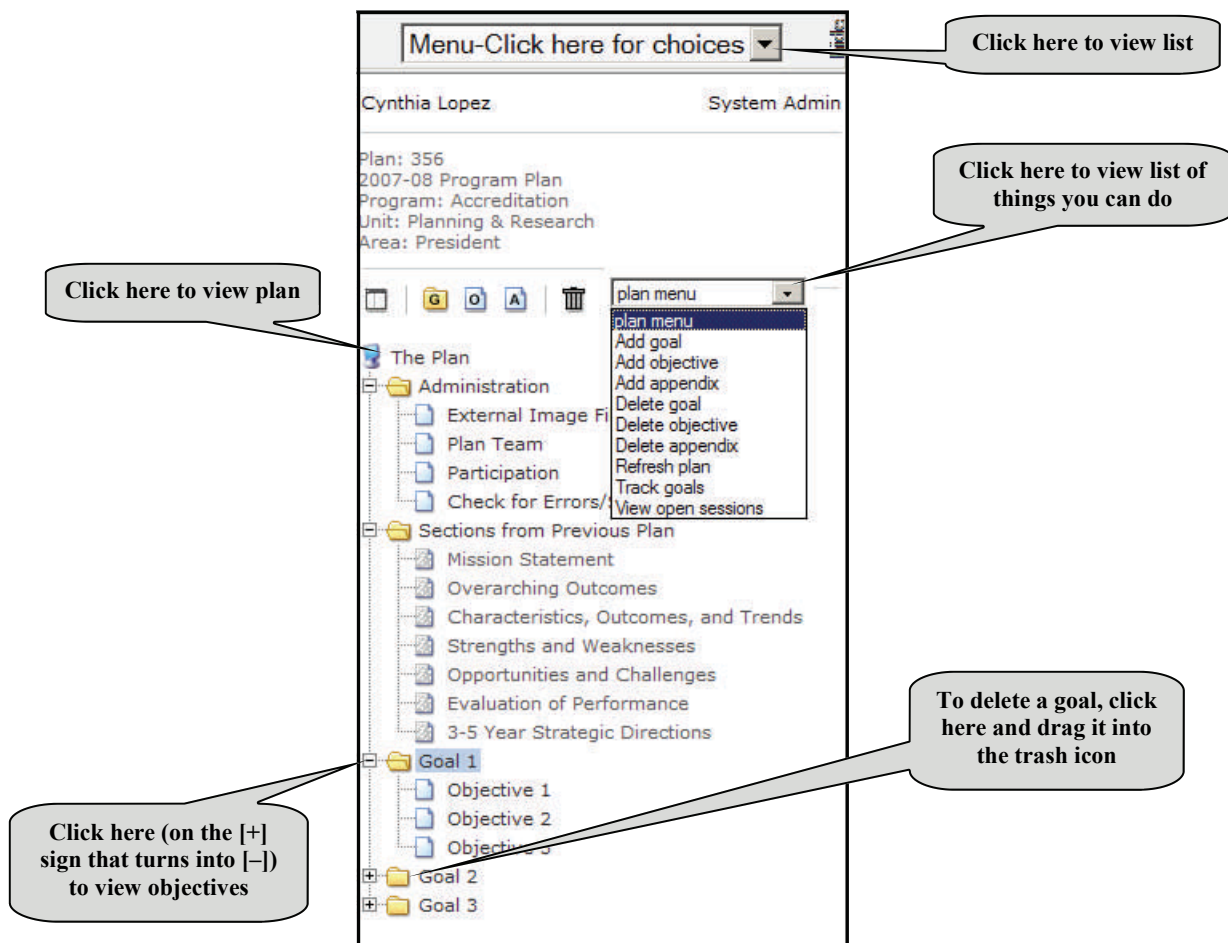 Menu-Click here for choices
Click here to view list
Cynthia Lopez
System Admin
Plan: 356
2007-08 Program Plan
Program: Accreditation
Unit: Planning & Research
Area: President
Click here to view list of
things you can do
Click here to view plan
G
O
A
plan menu
plan menu
Add goal
Add objective
Add appendix
Delete goal
Delete objective
Delete appendix
Refresh plan
Track goals
View open sessions
The Plan
Administration
External Image Fi
Plan Team
Participation
Check for Errors/
Sections from Previous Plan
Mission Statement
Overarching Outcomes
Characteristics, Outcomes, and Trends
Strengths and Weaknesses
Opportunities and Challenges
Evaluation of Performance
3-5 Year Strategic Directions
To delete a goal, click
here and drag it into
the trash icon
Goal 1
Objective 1
Objective 2
Objective
Click here (on the [+]
sign that turns into [–])
to view objectives
Goal 2
Goal 3